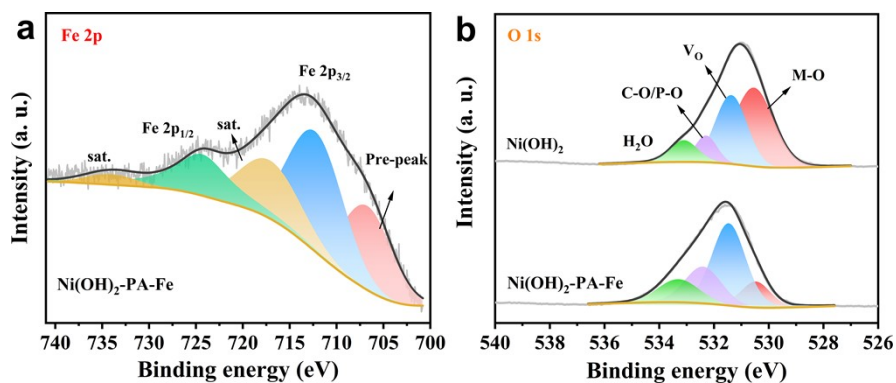 a
Fe 2p
Fe 2p3/2
Fe 2p1/2
sat.
sat.
Pre-peak
Ni(OH)2-PA-Fe
Intensity (a. u.)
740 735 730 725 720 715 710 705 700
Binding energy (eV)
b
O 1s
VO
M-O
C-O/P-O
H2O
Ni(OH)2
Ni(OH)2-PA-Fe
Intensity (a. u.)
540 538 536 534 532 530 528 526
Binding energy (eV)